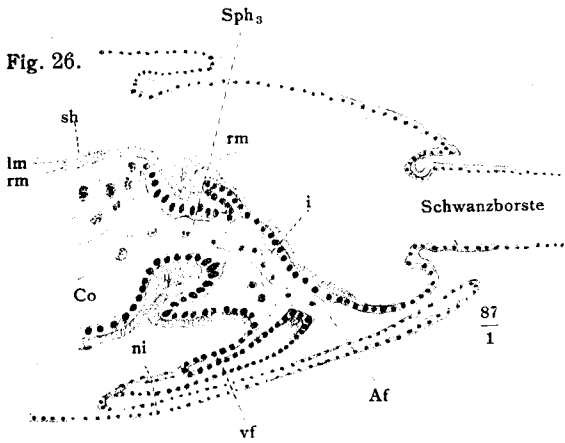 Sph₃
Fig. 26.
sh
rm
lm
rm
i
Schwanzborste
Co
87
1
ni
Af
vf